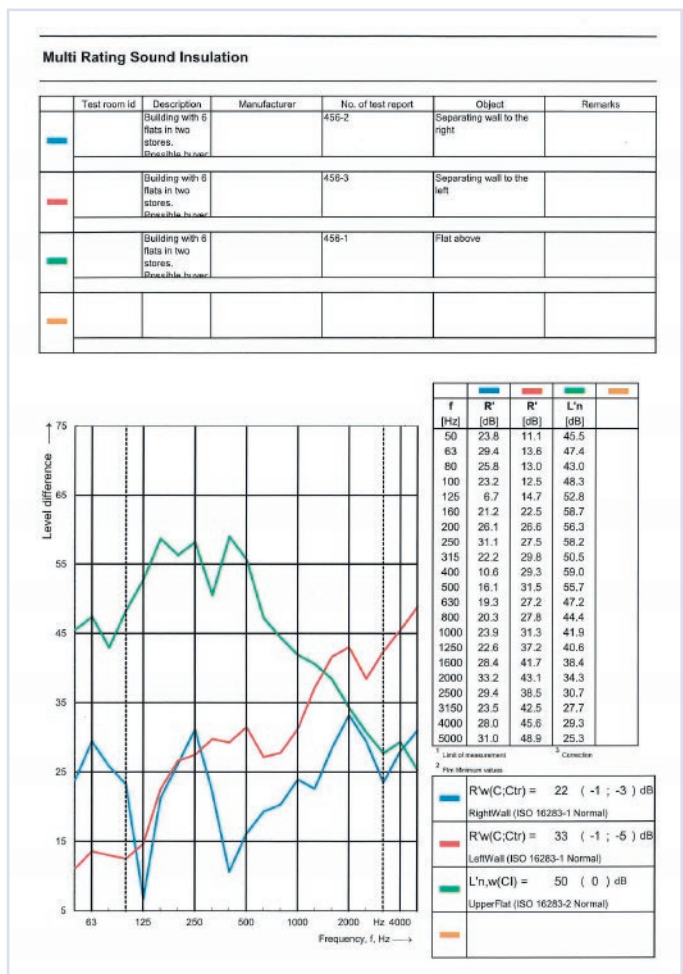 Multi Rating Sound Insulation
Test room id Description Manufacturer No. of test report Object Remarks
Building with 6 flats in two stores. Possible buyer
456-2
Separating wall to the right
Building with 6 flats in two stores. Possible buyer
456-3
Separating wall to the left
Building with 6 flats in two stores. Possible buyer
456-1
Flat above
f R' R' L'n
[Hz] [dB] [dB] [dB]
50 23.8 11.1 45.5
63 29.4 13.6 47.4
80 25.8 13.0 43.0
100 23.2 12.5 48.3
125 6.7 14.7 52.8
160 21.2 22.5 58.7
200 26.1 26.6 56.3
250 31.1 27.5 58.2
315 22.2 29.8 50.5
400 10.6 29.3 59.0
500 16.1 31.5 55.7
630 19.3 27.2 47.2
800 20.3 27.8 44.4
1000 23.9 31.3 41.9
1250 22.6 37.2 40.6
1600 28.4 41.7 38.4
2000 33.2 43.1 34.3
2500 29.4 38.5 30.7
3150 23.5 42.5 27.7
4000 28.0 45.6 29.3
5000 31.0 48.9 25.3
1 Limit of measurement 3 Correction
2 Minimum values
Level difference →
75
65
55
45
35
25
15
5
63 125 250 500 1000 2000 Hz 4000
Frequency, f, Hz →
R'w(C;Ctr) = 22 ( -1 ; -3 ) dB
RightWall (ISO 16283-1 Normal)
R'w(C;Ctr) = 33 ( -1 ; -5 ) dB
LeftWall (ISO 16283-1 Normal)
L'n,w(CI) = 50 ( 0 ) dB
UpperFlat (ISO 16283-2 Normal)